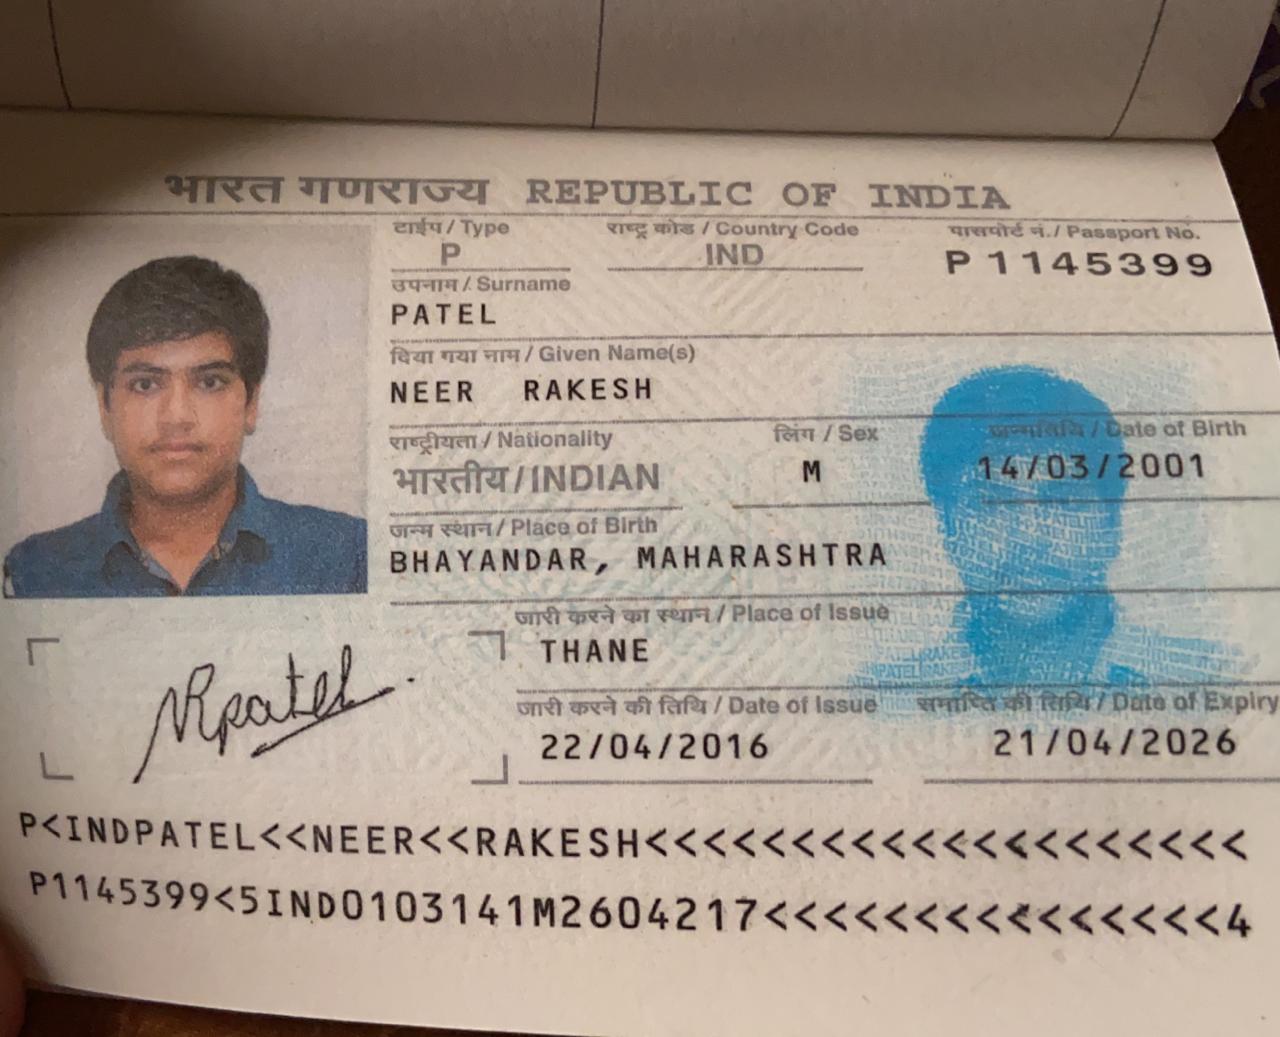 भारत गणराज्य REPUBLIC OF INDIA
टाईप / Type राष्ट्र कोड / Country Code पासपोर्ट नं. / Passport No.
P IND P1145399
उपनाम / Surname
PATEL
दिया गया नाम / Given Name(s)
NEER RAKESH
राष्ट्रीयता / Nationality लिंग / Sex जन्मतिथि / Date of Birth
भारतीय/INDIAN M 14/03/2001
जन्म स्थान / Place of Birth
BHAYANDAR, MAHARASHTRA
जारी करने का स्थान / Place of Issue
THANE
NRpatel.
जारी करने की तिथि / Date of Issue समाप्ति की तिथि / Date of Expiry
22/04/2016 21/04/2026
P<INDPATEL<<NEER<<RAKESH<<<<<<<<<<<<<<<<<<<<
P1145399<5IND0103141M2604217<<<<<<<<<<<<<<<4